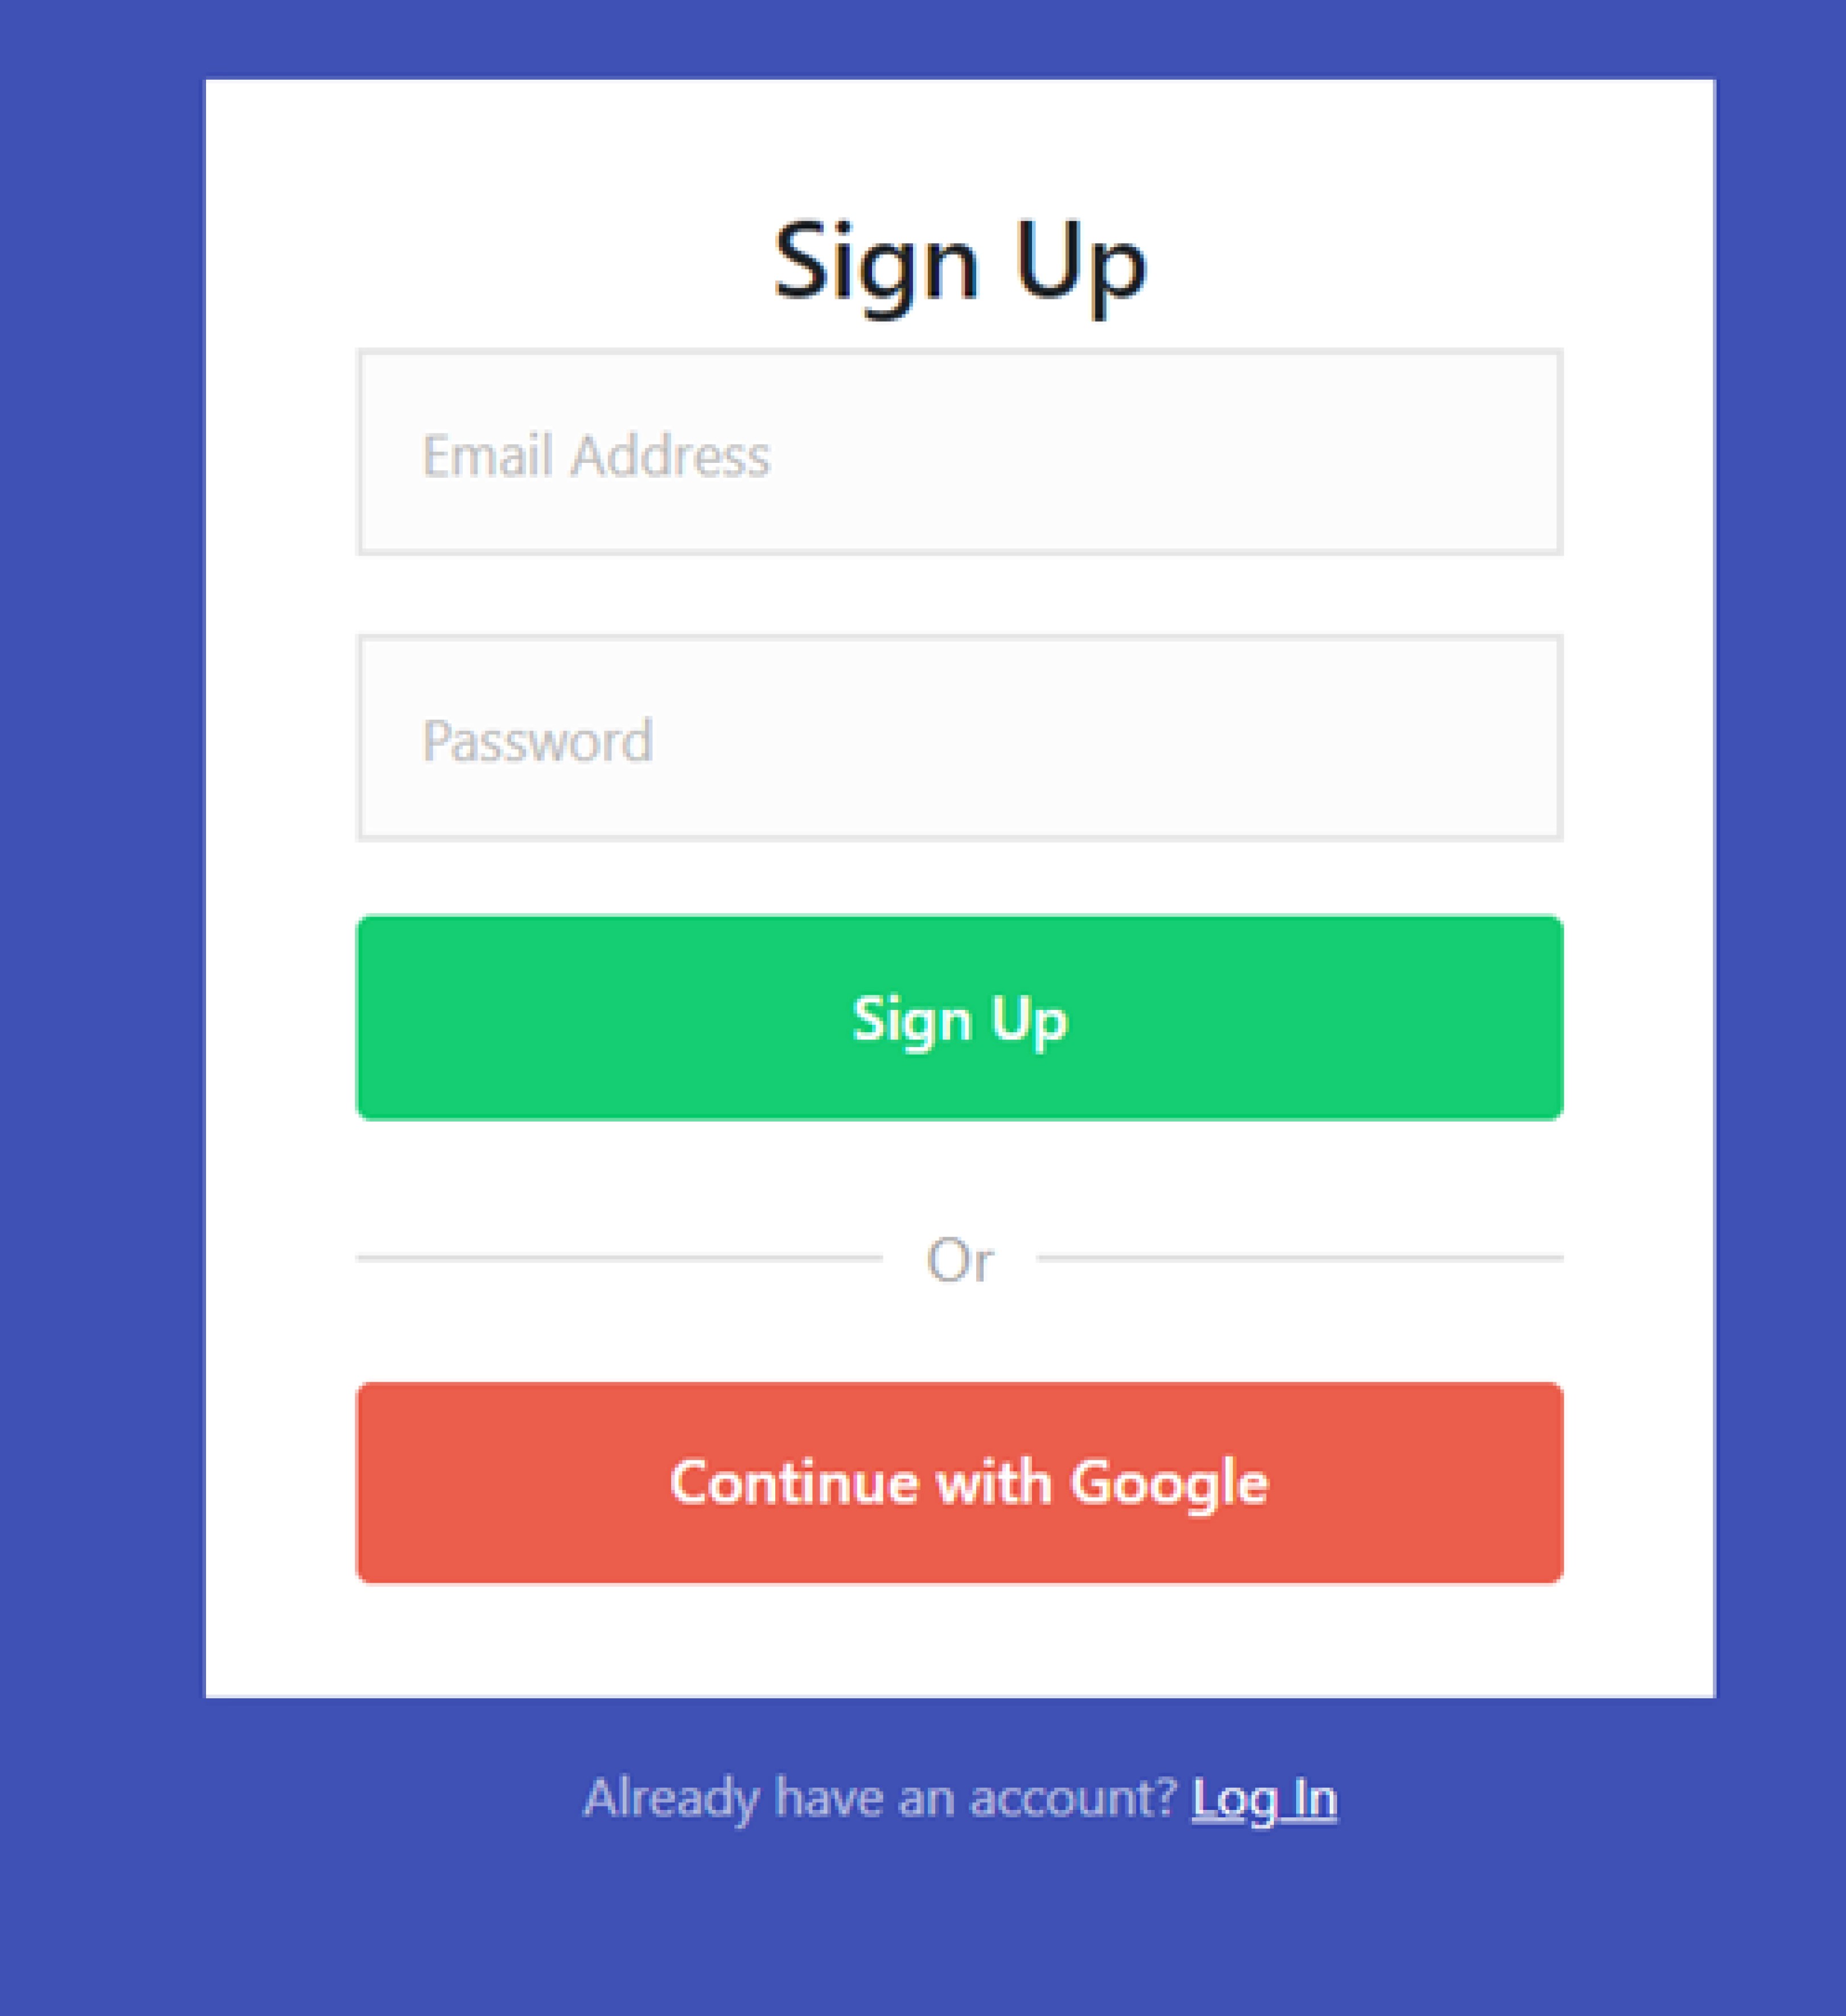 Sign Up
Email Address
Password
Sign Up
Or
Continue with Google
Already have an account? Log In